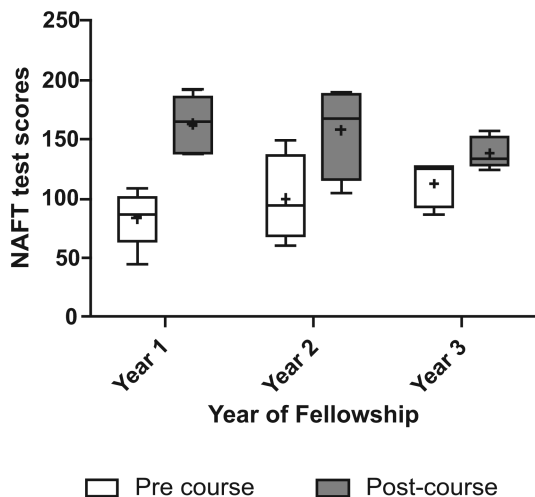 250
200
150
100
50
0
NAFT test scores
Year 1
Year 2
Year 3
Year of Fellowship
Pre course
Post-course